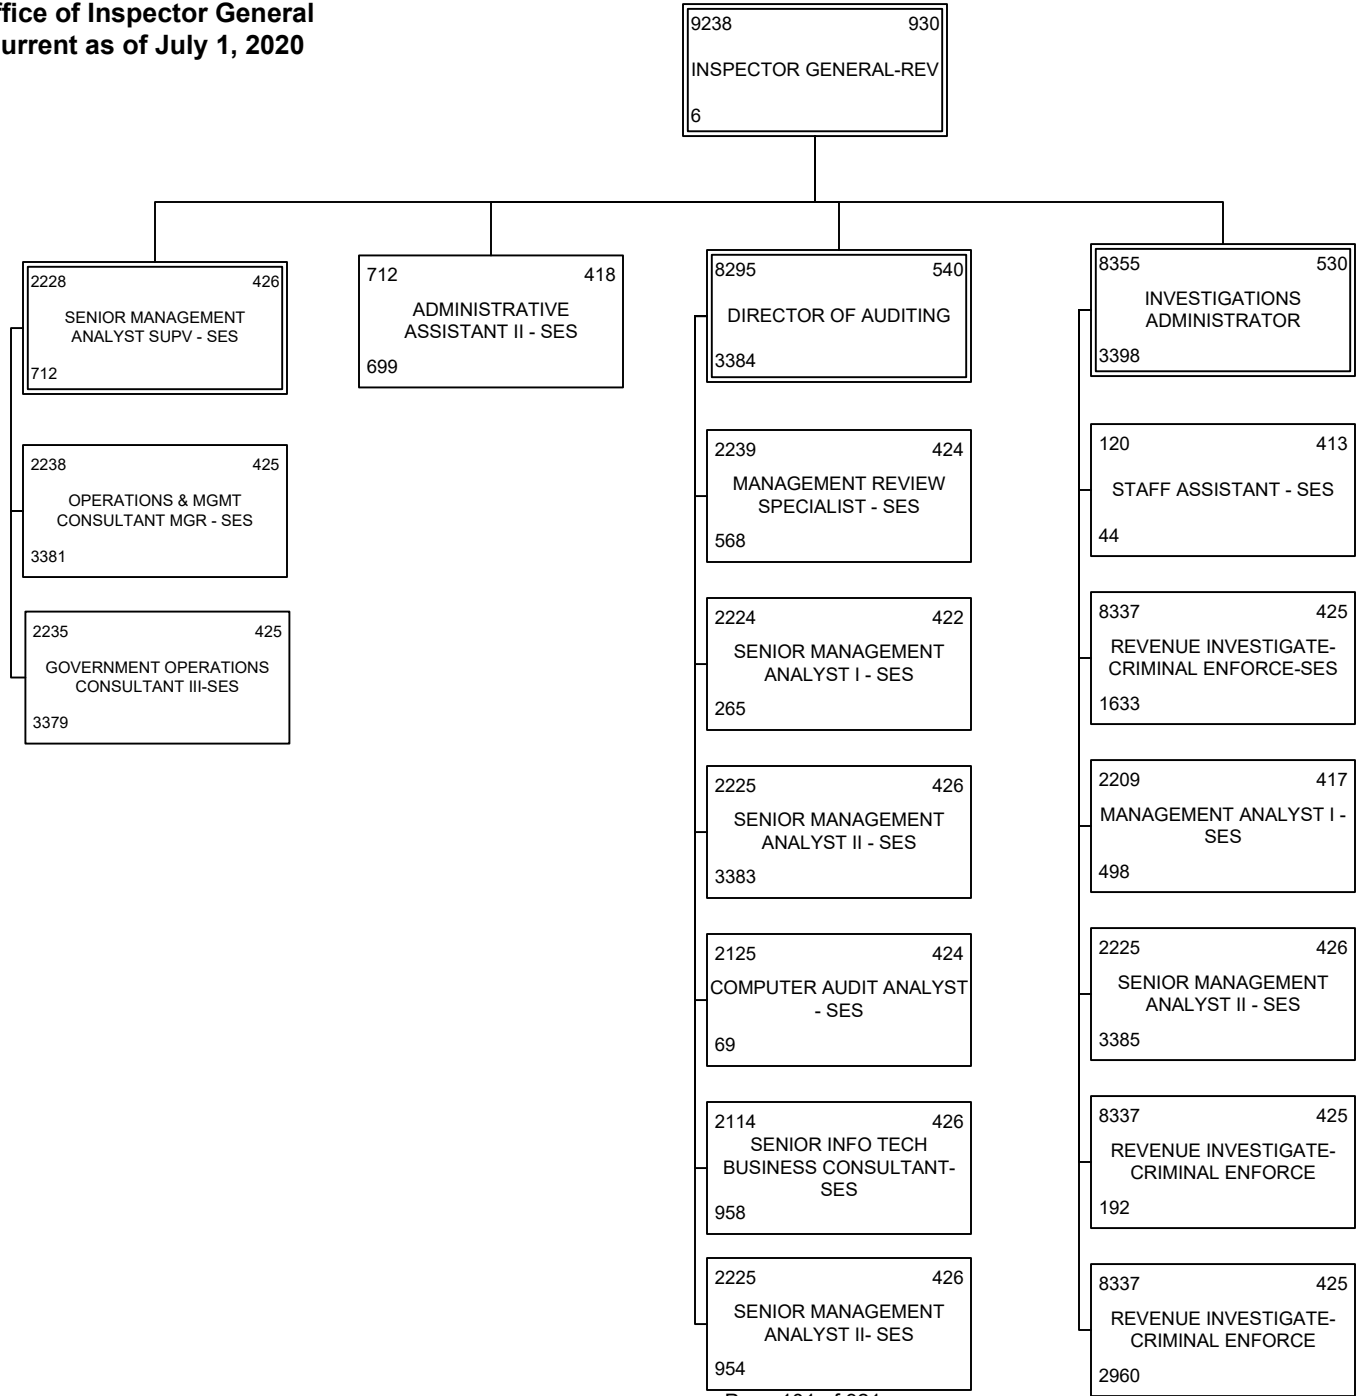 ffice of Inspector General
urrent as of July 1, 2020
9238 930
INSPECTOR GENERAL-REV
6
2228 426
SENIOR MANAGEMENT
ANALYST SUPV - SES
712
2238 425
OPERATIONS & MGMT
CONSULTANT MGR - SES
3381
2235 425
GOVERNMENT OPERATIONS
CONSULTANT III-SES
3379
712 418
ADMINISTRATIVE
ASSISTANT II - SES
699
8295 540
DIRECTOR OF AUDITING
3384
2239 424
MANAGEMENT REVIEW
SPECIALIST - SES
568
2224 422
SENIOR MANAGEMENT
ANALYST I - SES
265
2225 426
SENIOR MANAGEMENT
ANALYST II - SES
3383
2125 424
COMPUTER AUDIT ANALYST
- SES
69
2114 426
SENIOR INFO TECH
BUSINESS CONSULTANT-
SES
958
2225 426
SENIOR MANAGEMENT
ANALYST II- SES
954
8355 530
INVESTIGATIONS
ADMINISTRATOR
3398
120 413
STAFF ASSISTANT - SES
44
8337 425
REVENUE INVESTIGATE-
CRIMINAL ENFORCE-SES
1633
2209 417
MANAGEMENT ANALYST I -
SES
498
2225 426
SENIOR MANAGEMENT
ANALYST II - SES
3385
8337 425
REVENUE INVESTIGATE-
CRIMINAL ENFORCE
192
8337 425
REVENUE INVESTIGATE-
CRIMINAL ENFORCE
2960